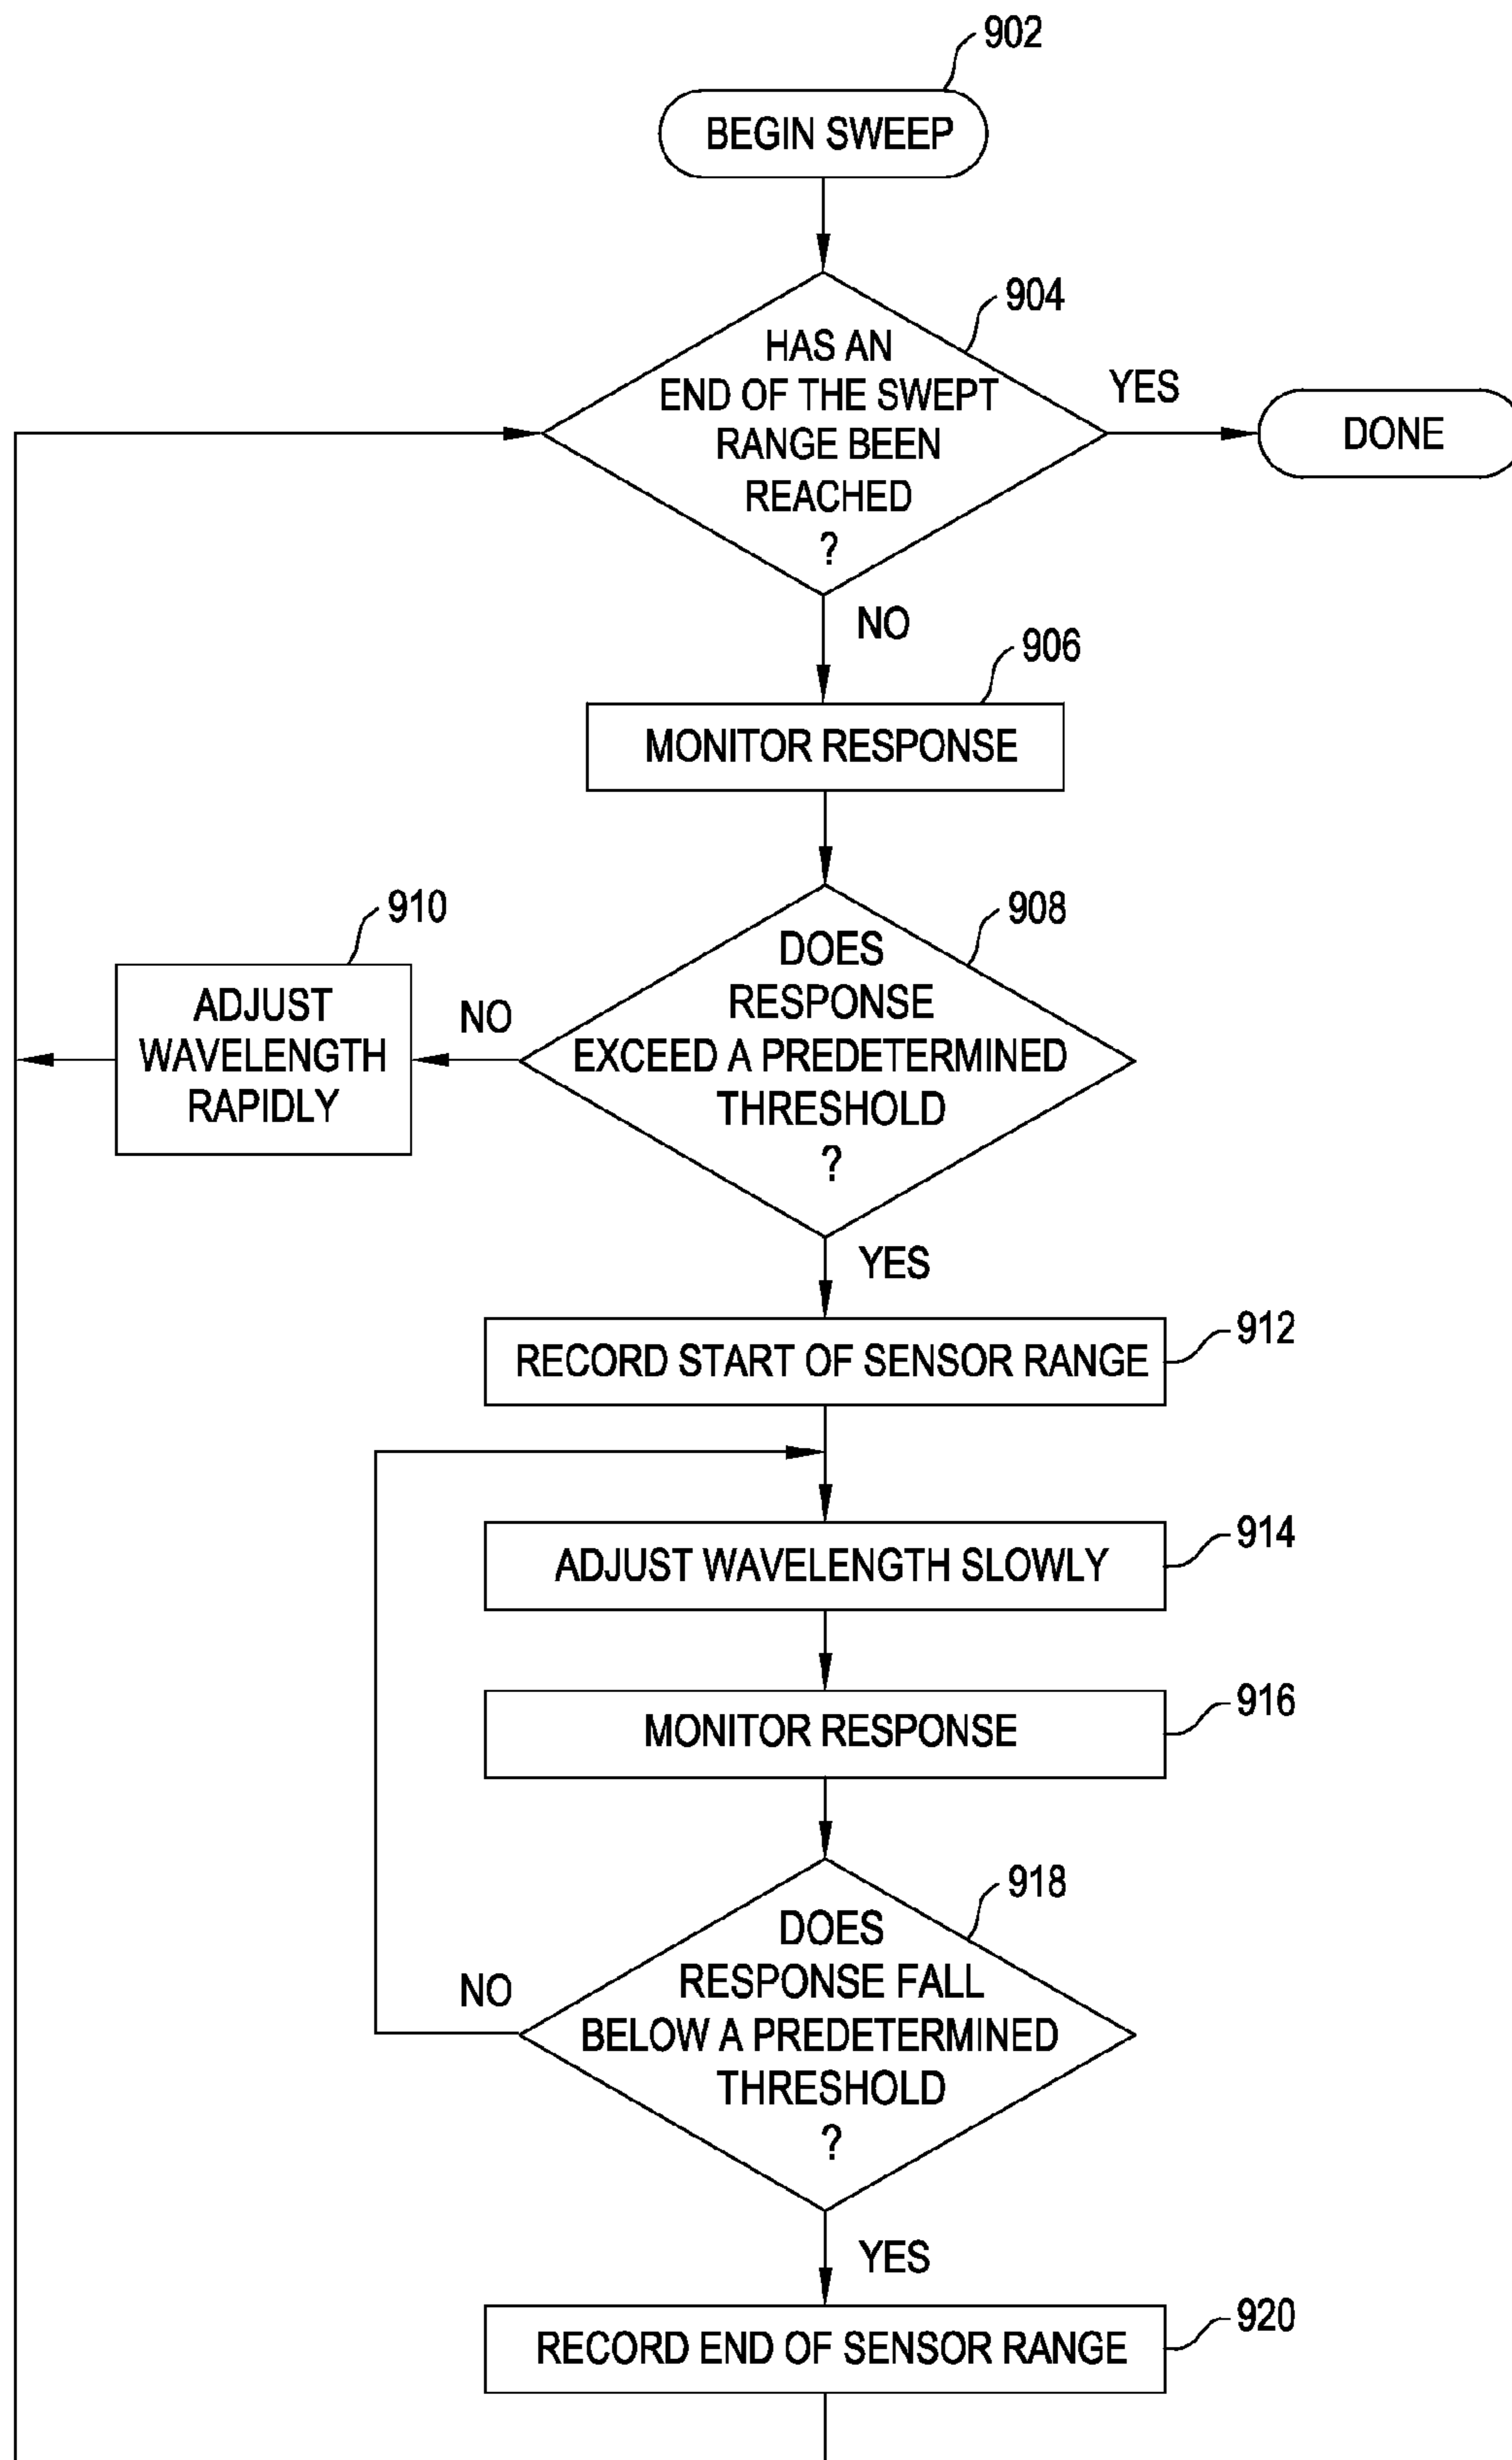 902
BEGIN SWEEP
904
HAS AN
END OF THE SWEPT
RANGE BEEN
REACHED
?
YES
DONE
NO
906
MONITOR RESPONSE
908
DOES
RESPONSE
EXCEED A PREDETERMINED
THRESHOLD
?
NO
910
ADJUST
WAVELENGTH
RAPIDLY
YES
RECORD START OF SENSOR RANGE
912
ADJUST WAVELENGTH SLOWLY
914
MONITOR RESPONSE
916
918
DOES
RESPONSE FALL
BELOW A PREDETERMINED
THRESHOLD
?
NO
YES
RECORD END OF SENSOR RANGE
920